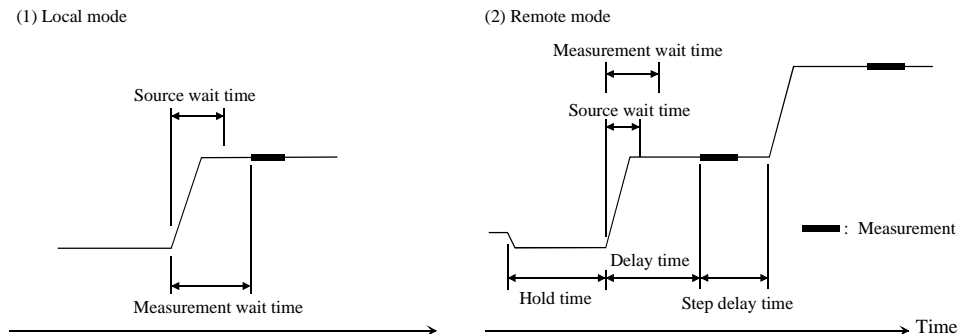 (1) Local mode
Source wait time
Measurement wait time
(2) Remote mode
Measurement wait time
Source wait time
Delay time
Hold time
Step delay time
: Measurement
Time